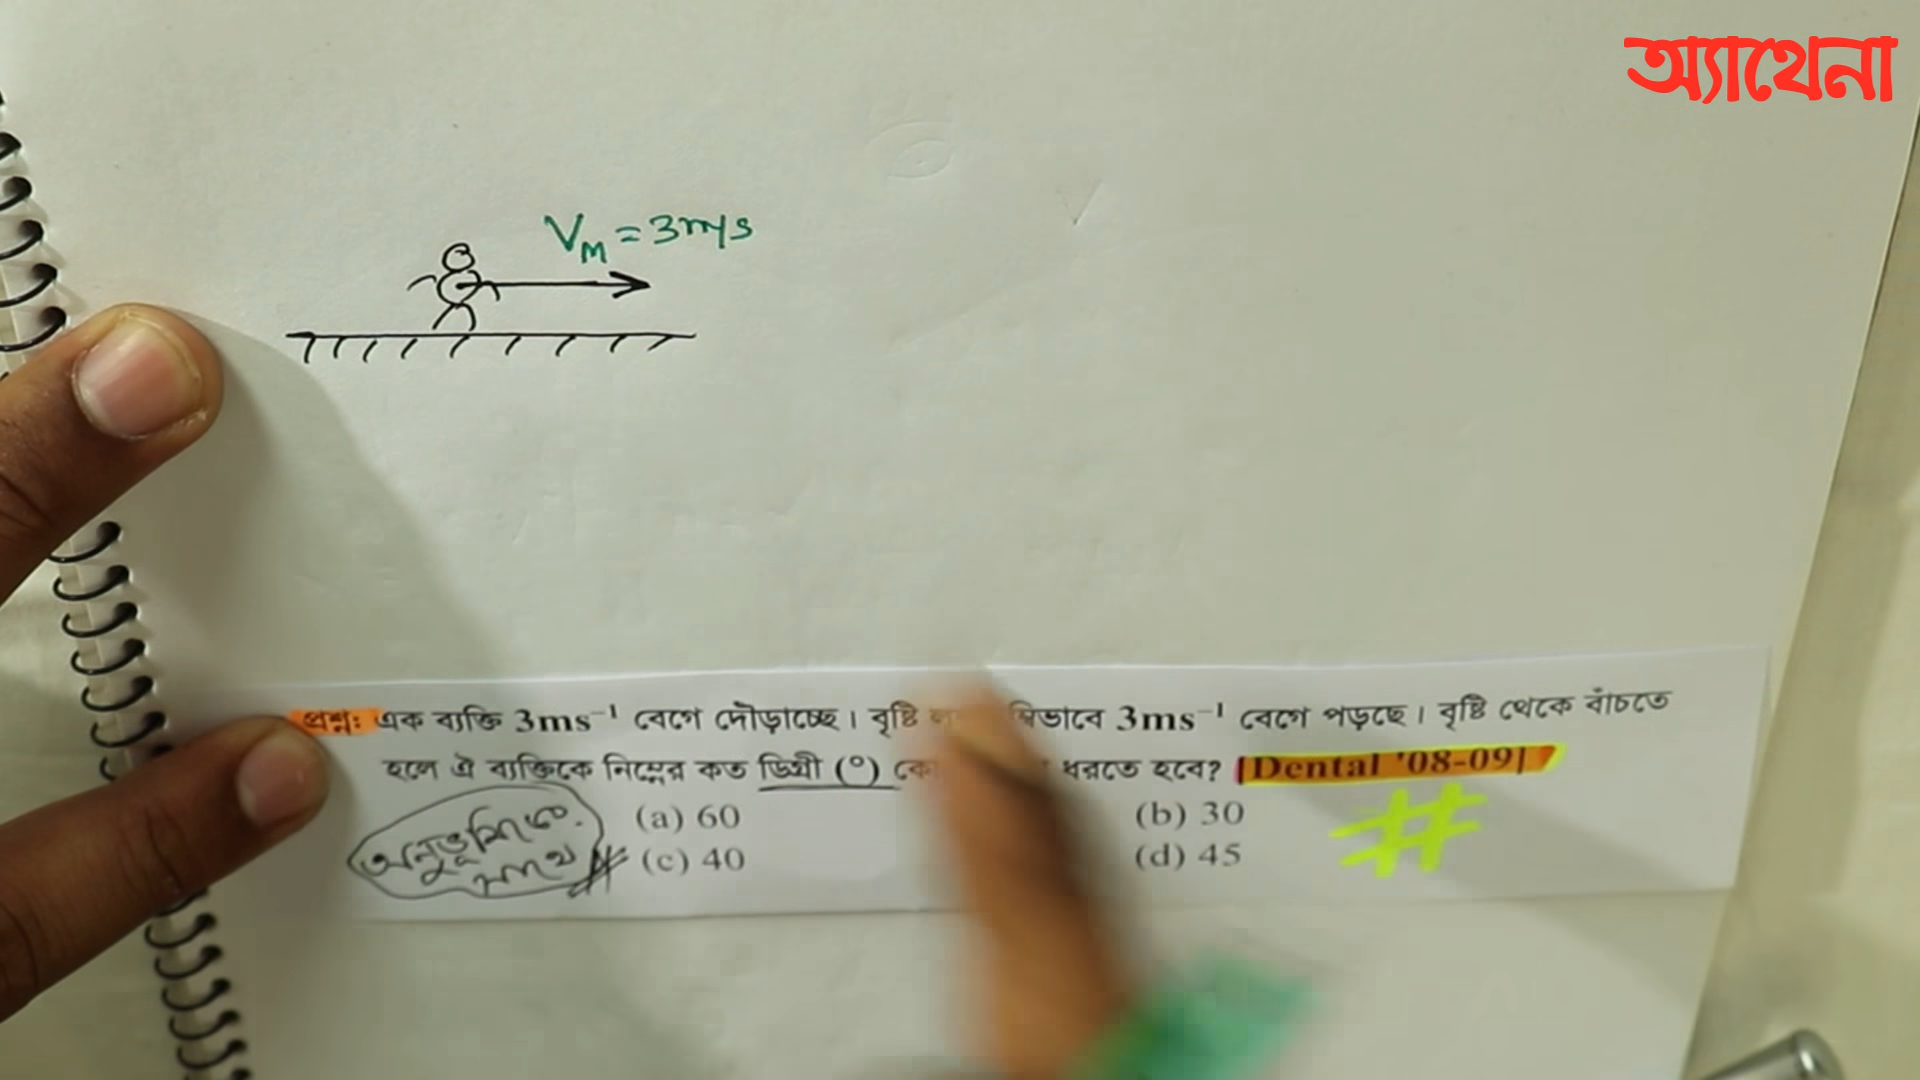 অ্যাথেনা
V_M = 3m/s
প্রশ্ন: এক ব্যক্তি 3ms⁻¹ বেগে দৌড়াচ্ছে। বৃষ্টি 3ms⁻¹ বেগে পড়ছে। বৃষ্টি থেকে বাঁচতে
হলে ঐ ব্যক্তিকে নিম্নের কত ডিগ্রী (°) ধরতে হবে? [Dental '08-09]
(a) 60 (b) 30
অনুভূমিকের
সাথে (c) 40 (d) 45